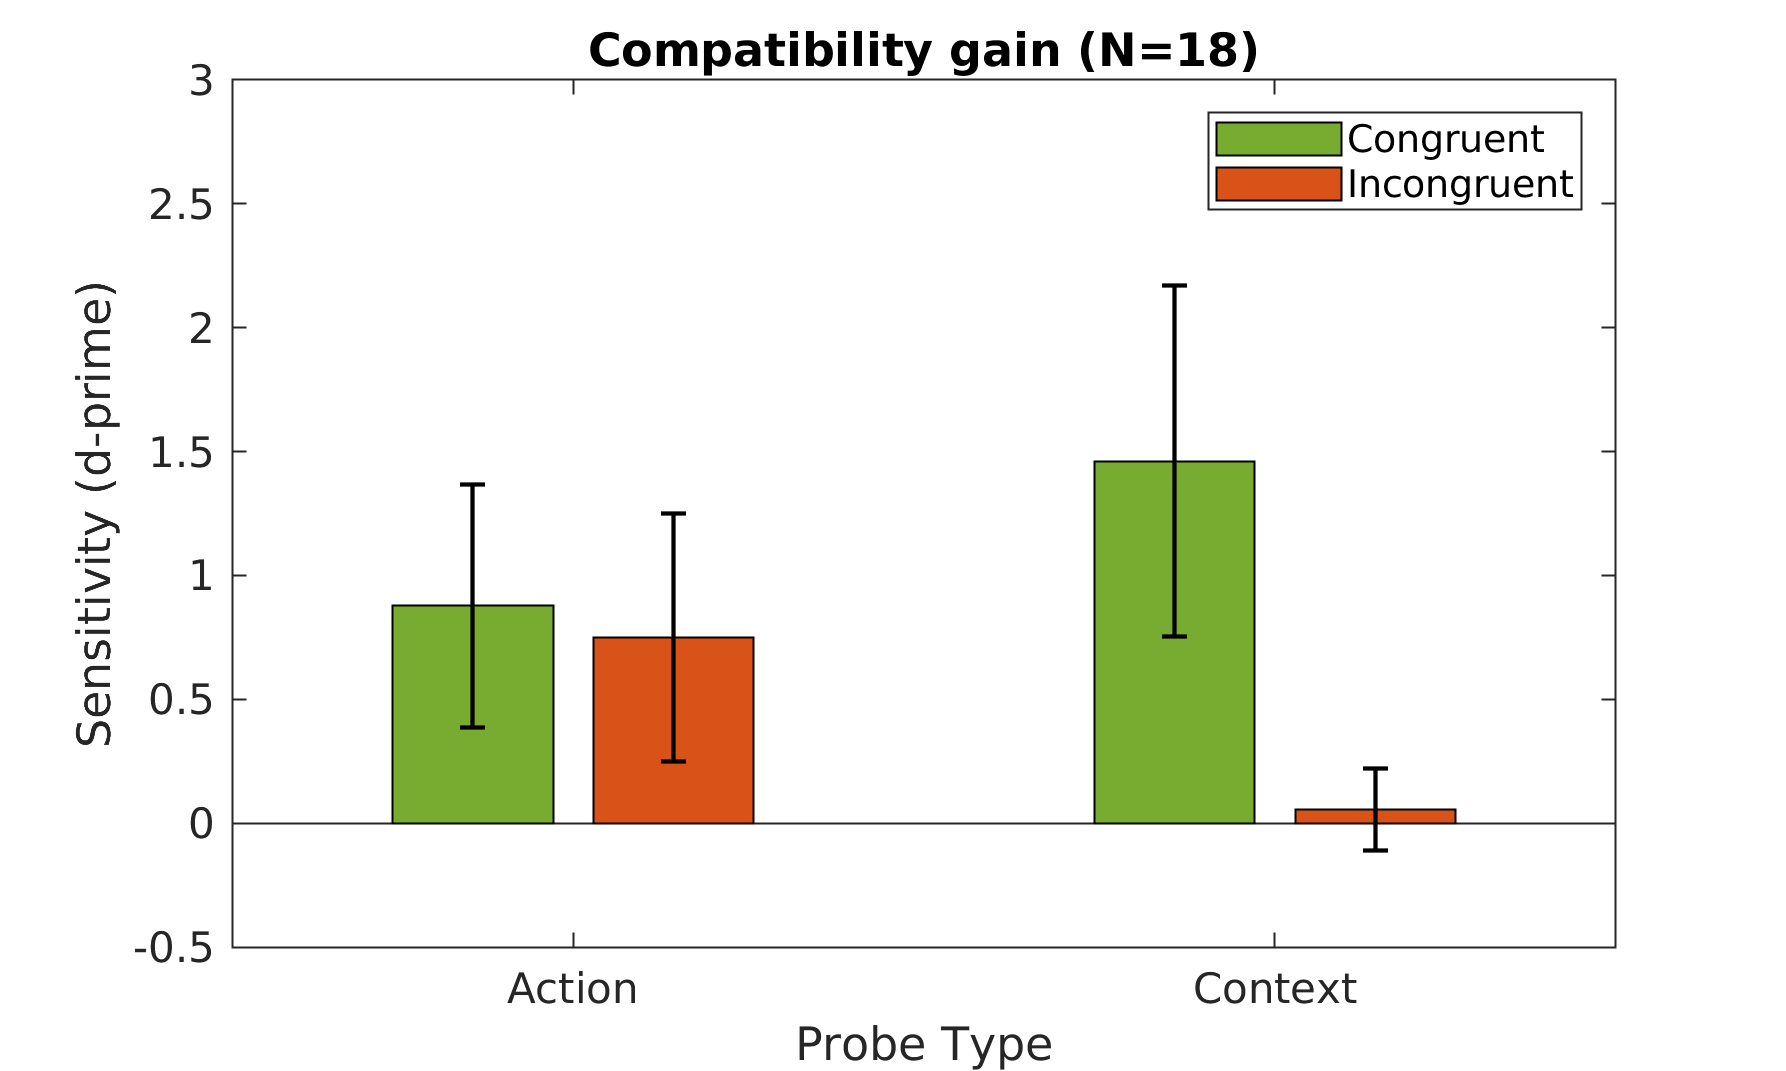 Compatibility gain (N=18)
Congruent
Incongruent
3
2.5
2
1.5
1
0.5
0
-0.5
Sensitivity (d-prime)
Action
Context
Probe Type